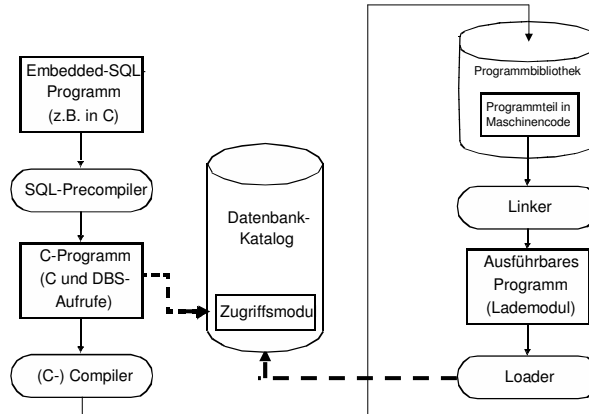 Embedded-SQL-
Programm
(z.B. in C)
SQL-Precompiler
C-Programm
(C und DBS-
Aufrufe)
(C-) Compiler
Datenbank-
Katalog
Zugriffsmodu
Programmbibliothek
Programmteil in
Maschinencode
Linker
Ausführbares
Programm
(Lademodul)
Loader